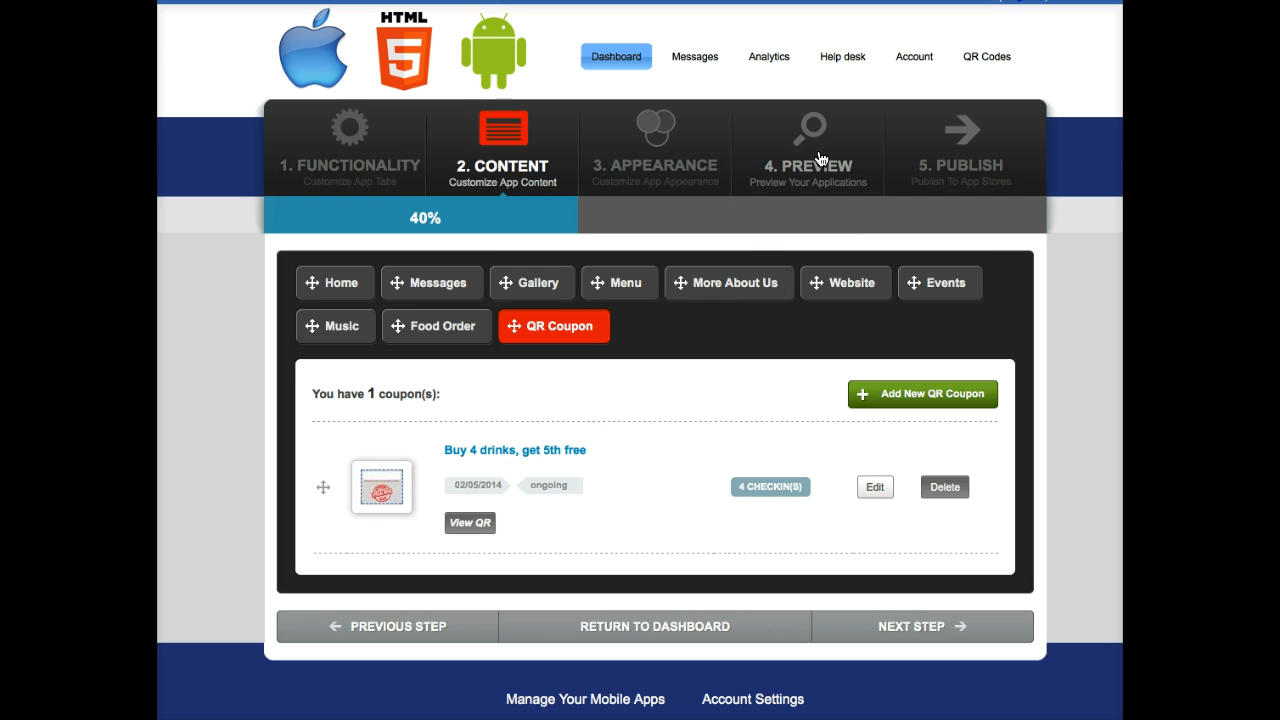 HTML
5
Dashboard Messages Analytics Help desk Account QR Codes
1. FUNCTIONALITY 2. CONTENT 3. APPEARANCE 4. PREVIEW 5. PUBLISH
Customize App Tabs Customize App Content Customize App Appearance Preview Your Applications Publish To App Stores
40%
Home Messages Gallery Menu More About Us Website Events
Music Food Order QR Coupon
You have 1 coupon(s): Add New QR Coupon
Buy 4 drinks, get 5th free
02/05/2014 ongoing 4 CHECKIN(S) Edit Delete
View QR
PREVIOUS STEP RETURN TO DASHBOARD NEXT STEP
Manage Your Mobile Apps Account Settings